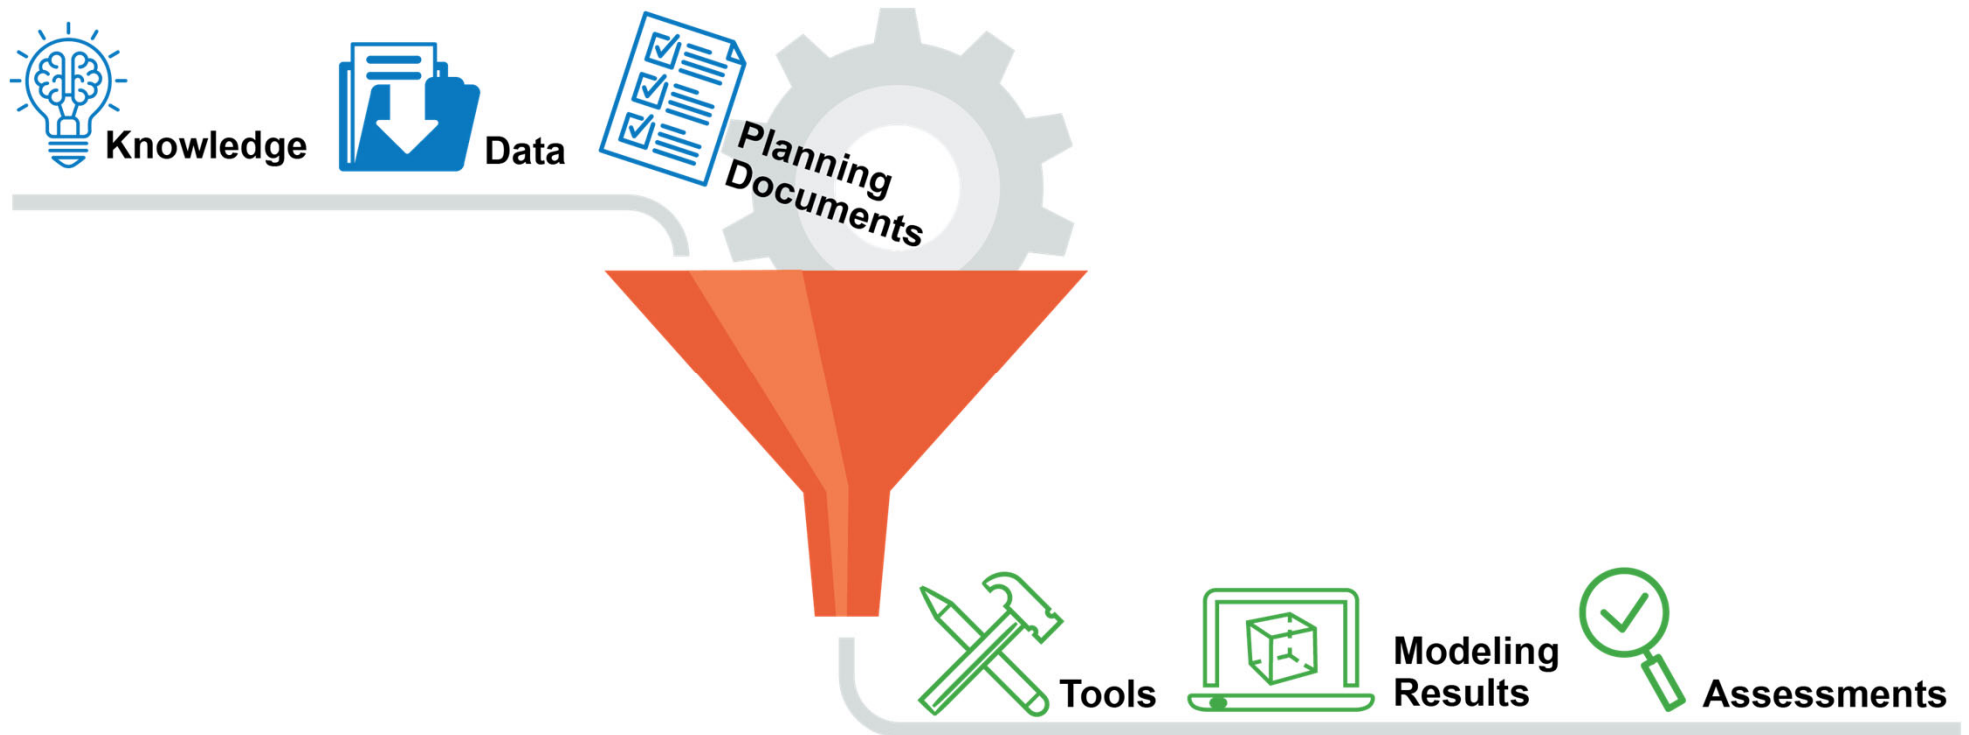 Knowledge
Data
Planning
Documents
Tools
Modeling
Results
Assessments